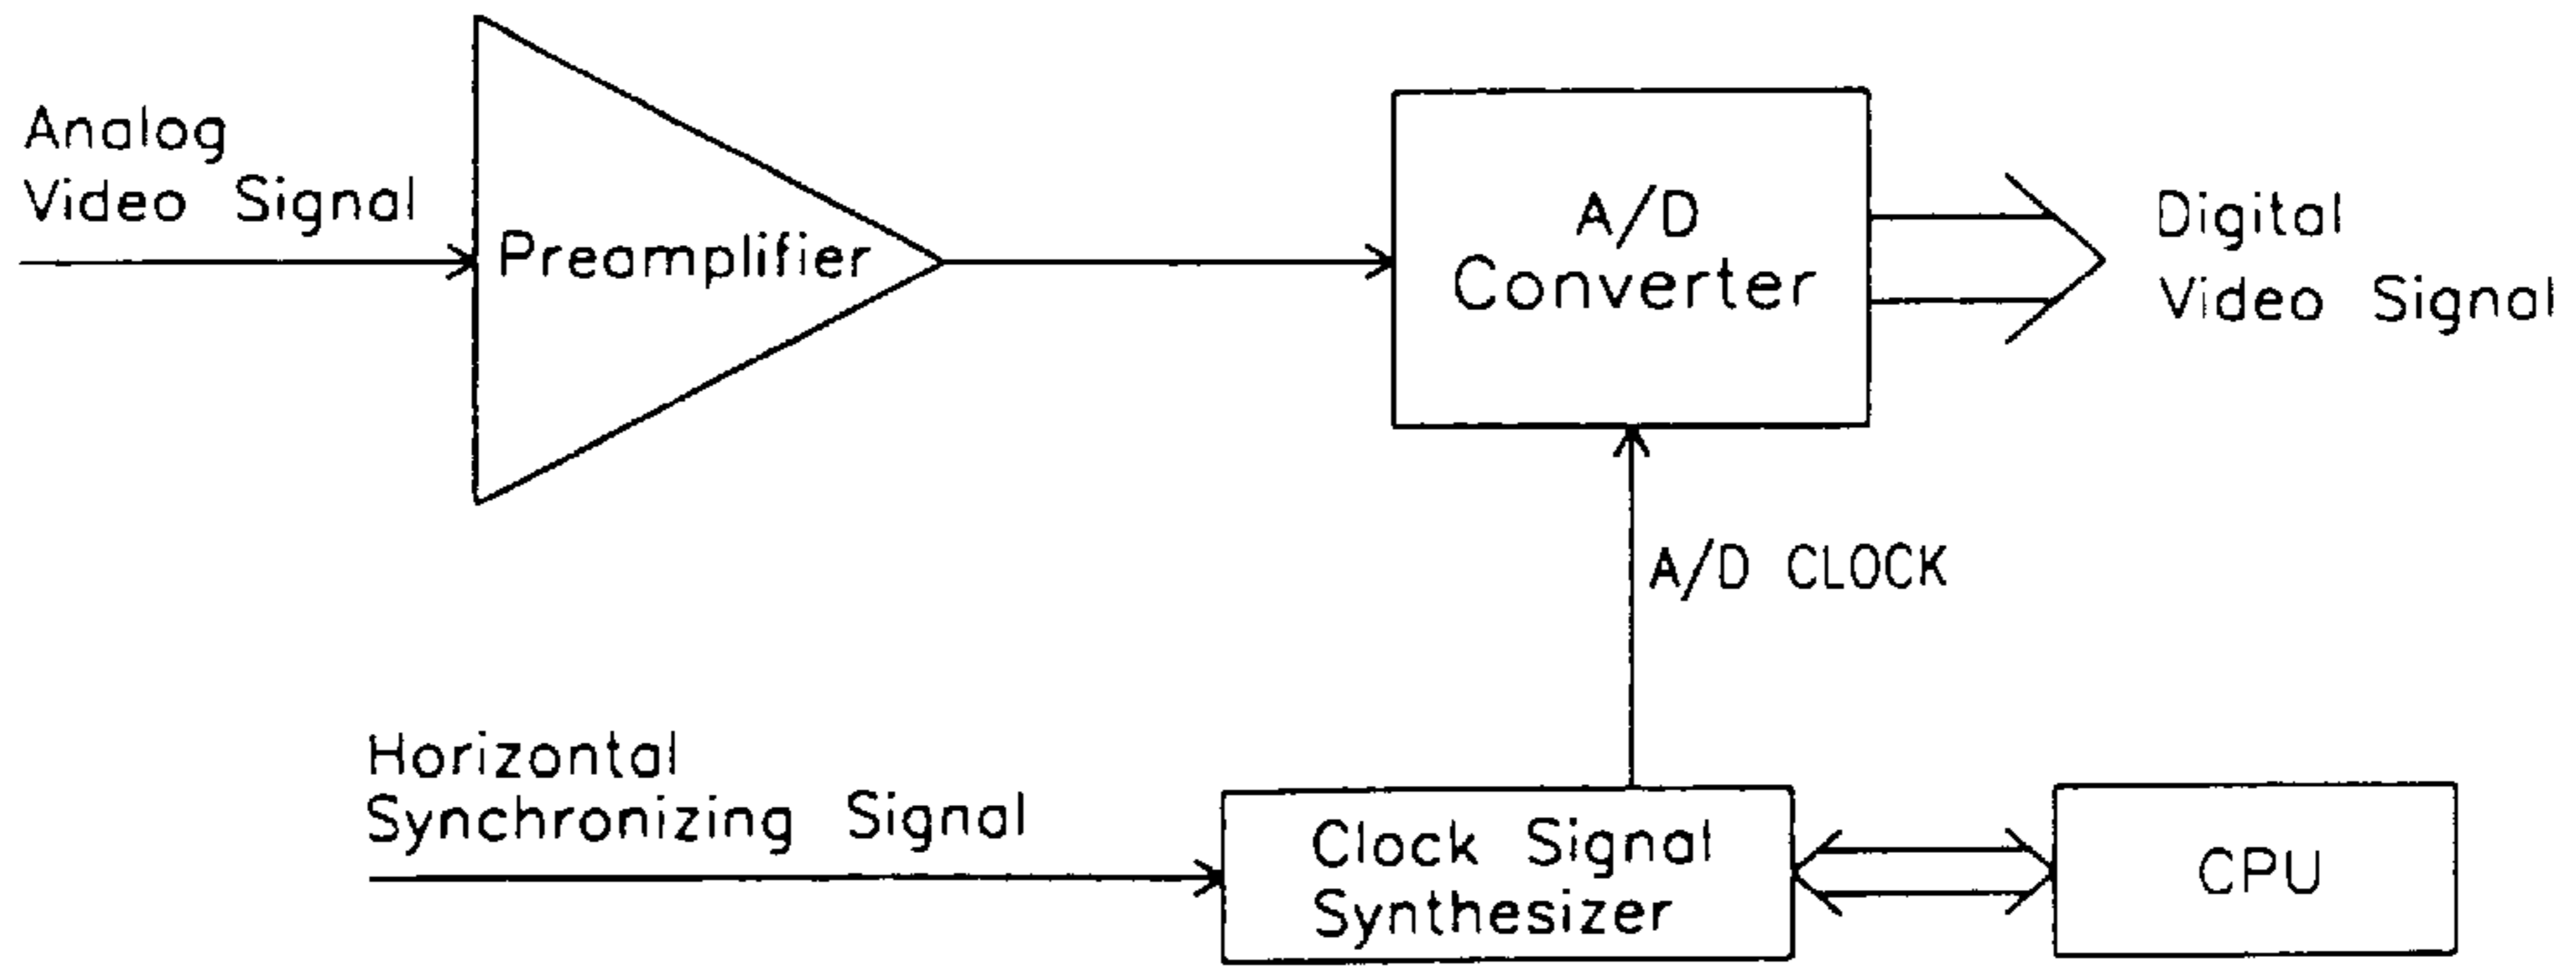 Analog
Video Signal
Preamplifier
A/D
Converter
Digital
Video Signal
A/D CLOCK
Horizontal
Synchronizing Signal
Clock Signal
Synthesizer
CPU